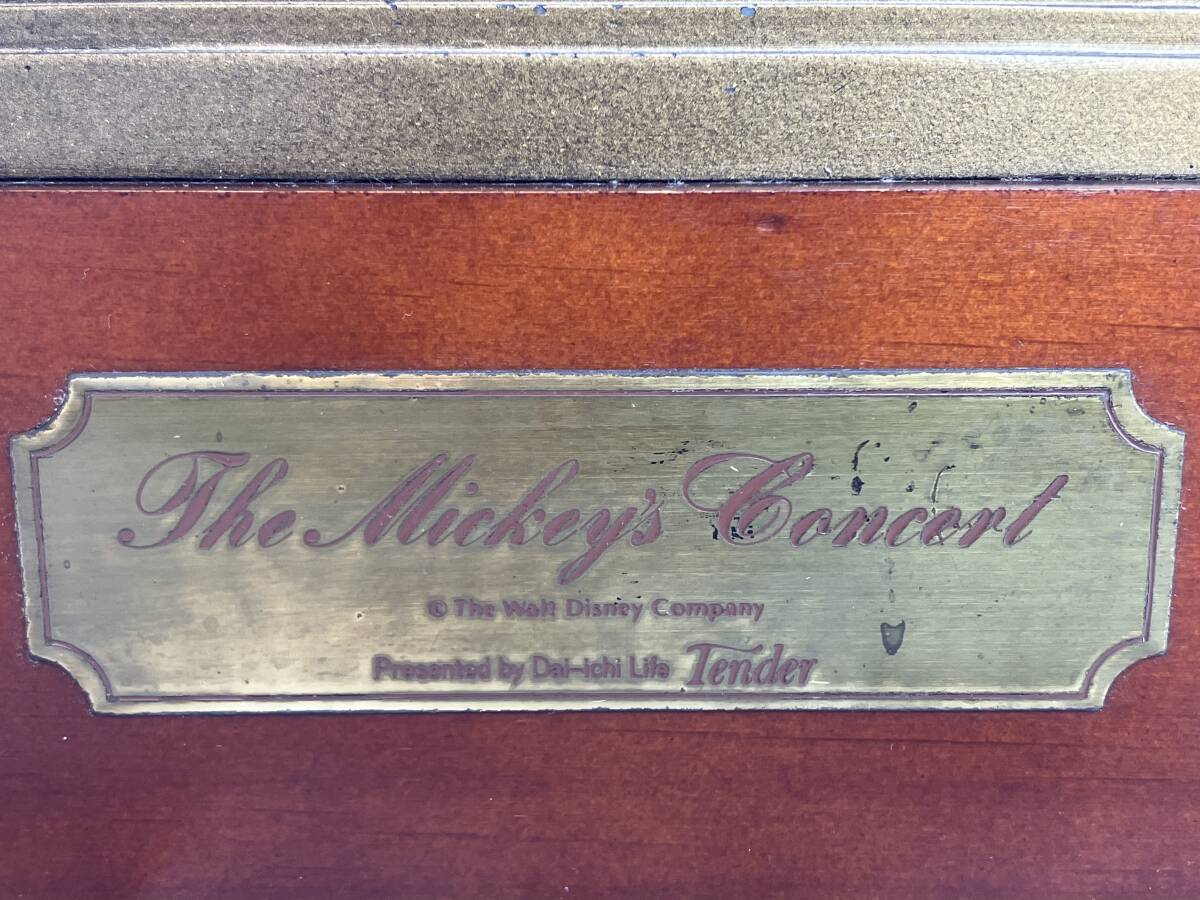 The Mickey's Concert
© The Walt Disney Company
Presented by Dai-ichi Life Tender